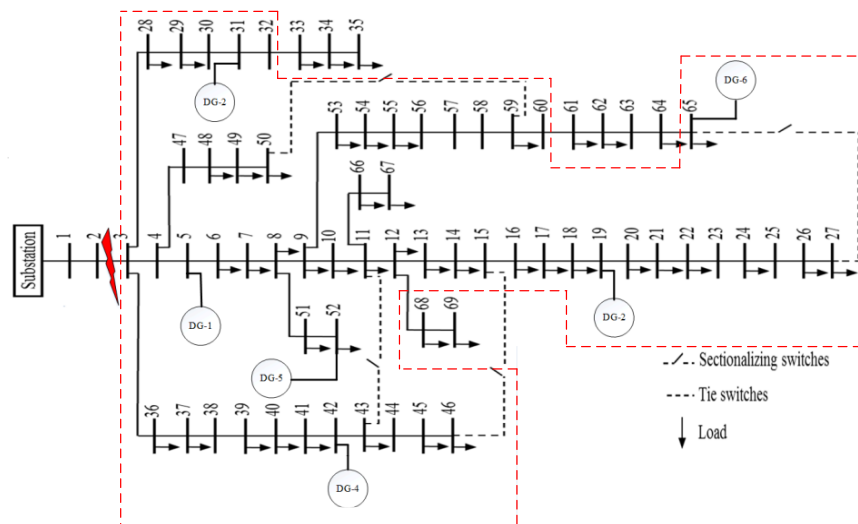 28 29 30 31 32 33 34 35
DG-2
DG-6
53 54 55 56 57 58 59 60 61 62 63 64 65
47 48 49 50
66 67
Substation
1 2 3 4 5 6 7 8 9 10 11 12 13 14 15 16 17 18 19 20 21 22 23 24 25 26 27
DG-1
51 52
68 69
DG-2
DG-5
Sectionalizing switches
Tie switches
Load
36 37 38 39 40 41 42 43 44 45 46
DG-4